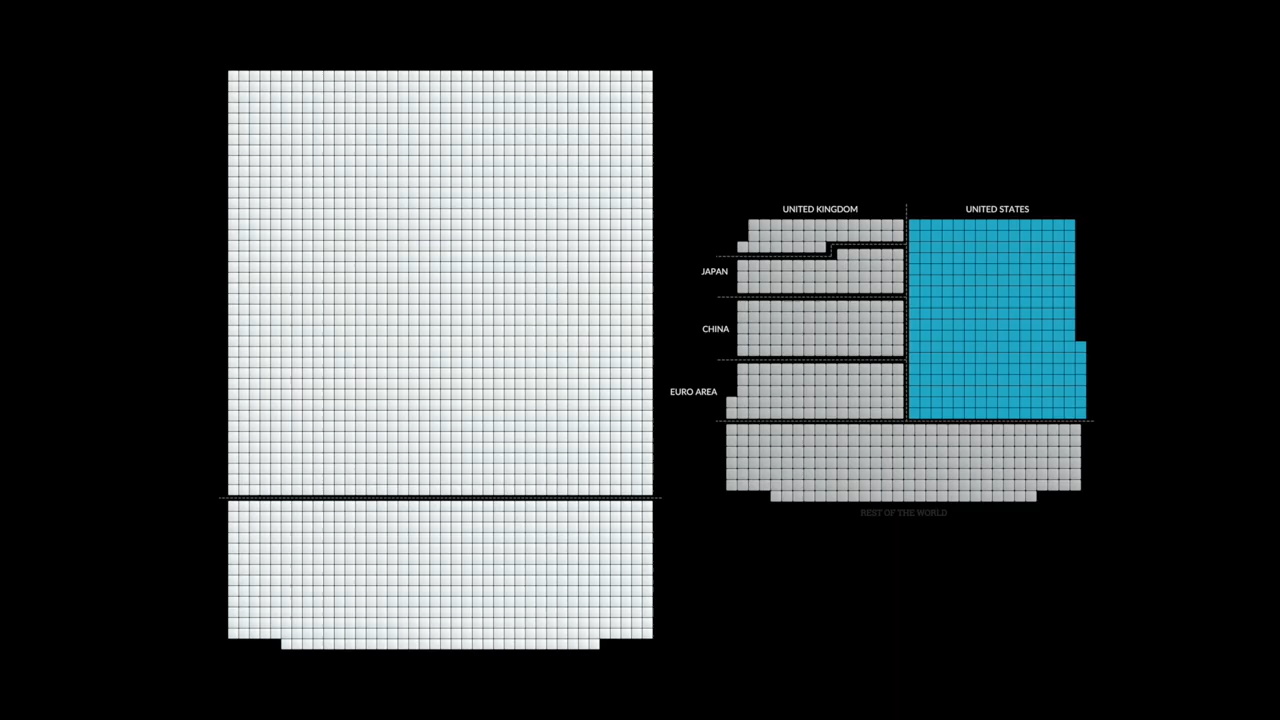 UNITED KINGDOM
UNITED STATES
JAPAN
CHINA
EURO AREA
REST OF THE WORLD